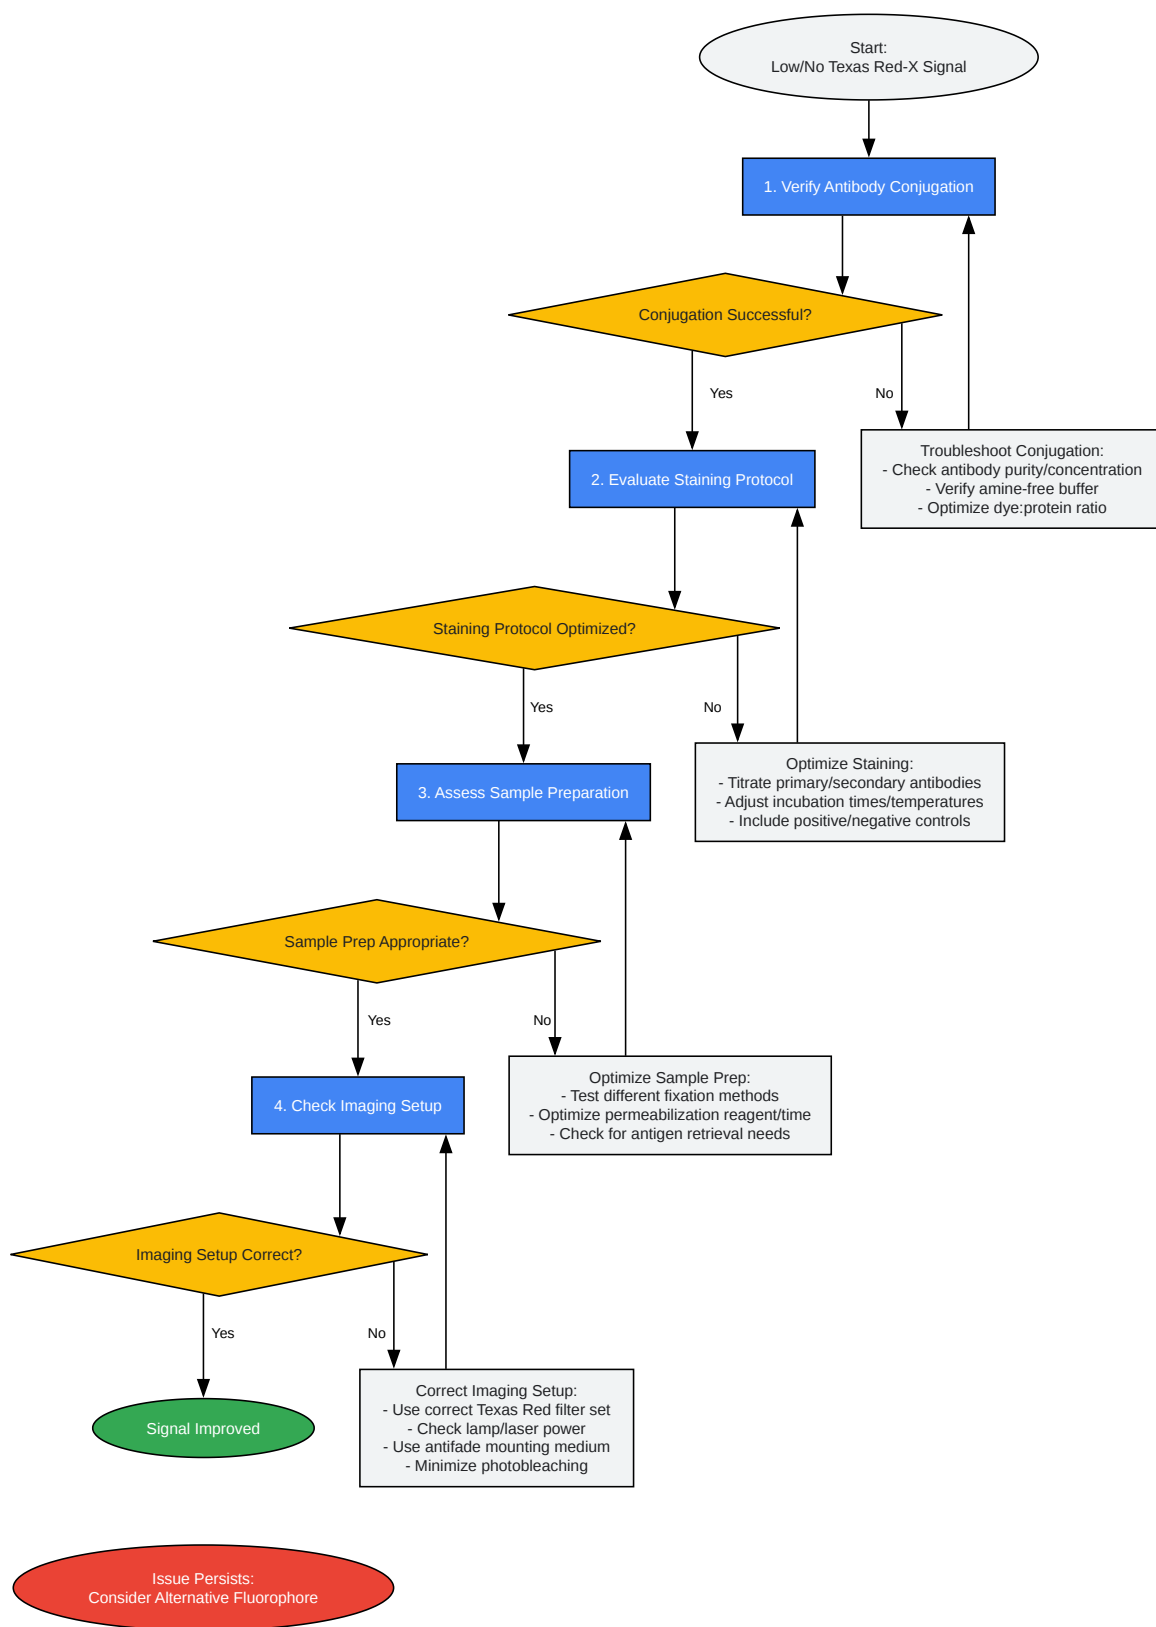 Start:
Low/No Texas Red-X Signal
1. Verify Antibody Conjugation
Conjugation Successful?
Yes
No
Troubleshoot Conjugation:
- Check antibody purity/concentration
- Verify amine-free buffer
- Optimize dye:protein ratio
2. Evaluate Staining Protocol
Staining Protocol Optimized?
Yes
No
Optimize Staining:
- Titrate primary/secondary antibodies
- Adjust incubation times/temperatures
- Include positive/negative controls
3. Assess Sample Preparation
Sample Prep Appropriate?
Yes
No
Optimize Sample Prep:
- Test different fixation methods
- Optimize permeabilization reagent/time
- Check for antigen retrieval needs
4. Check Imaging Setup
Imaging Setup Correct?
Yes
No
Correct Imaging Setup:
- Use correct Texas Red filter set
- Check lamp/laser power
- Use antifade mounting medium
- Minimize photobleaching
Signal Improved
Issue Persists:
Consider Alternative Fluorophore